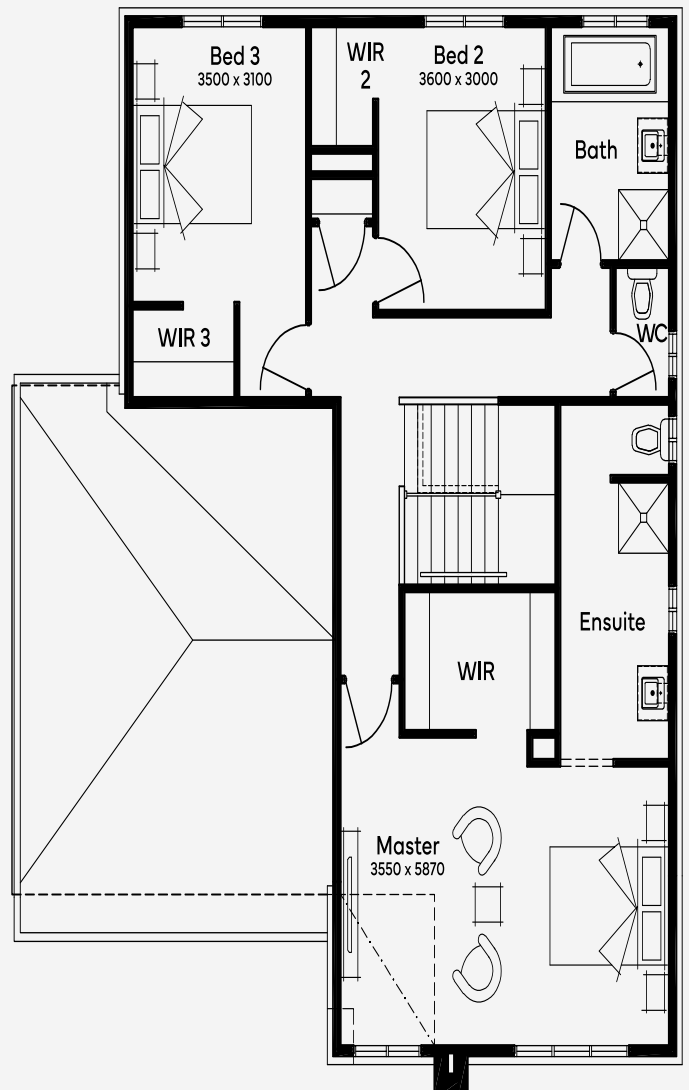 Bed 3
3500 x 3100
WIR
2
Bed 2
3600 x 3000
Bath
WIR 3
WC
Ensuite
WIR
Master
3550 x 5870